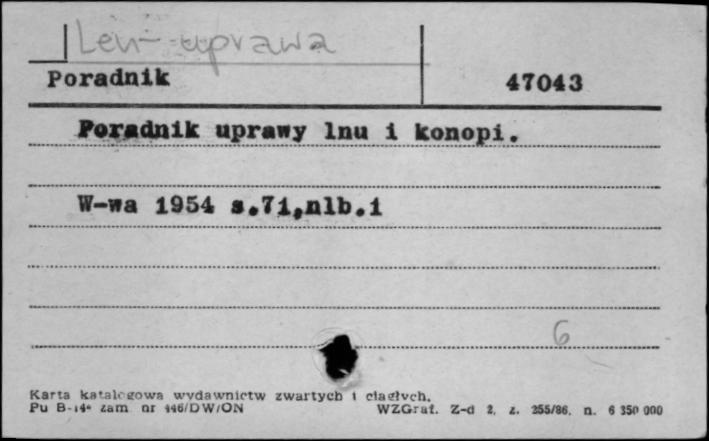 Len - uprawa
Poradnik 47043
Poradnik uprawy lnu i konopi.
W-wa 1954 s.71,nlb.1
6
Karta katalogowa wydawnictw zwartych i ciągłych.
Pu B-14a zam. nr 446/DW/ON WZGraf. Z-d 2, z. 255/86, n. 6 350 000